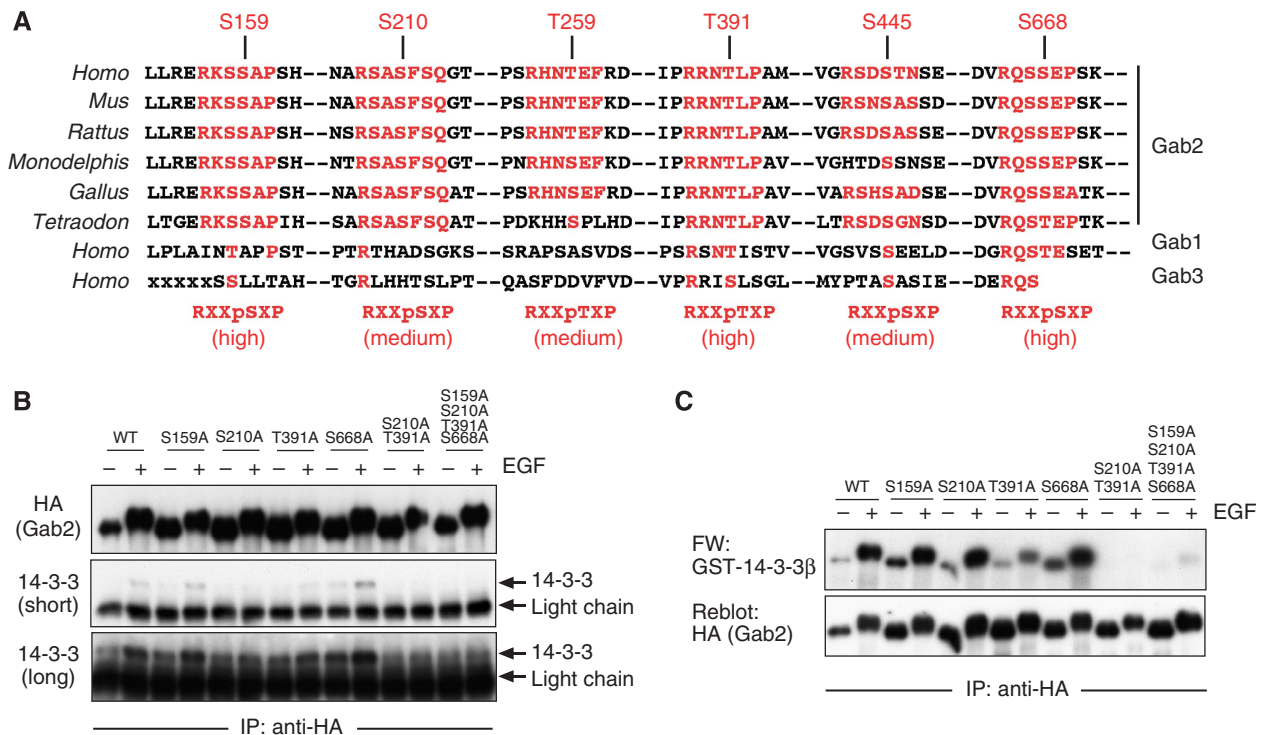 A
S159 S210 T259 T391 S445 S668
Homo LLRERKSSAPSH--NARSASFSQGT--PSRHNTEFRD--IPRRNTLPAM--VGRSDSTNSE--DVRQSSEPSK--
Mus LLRERKSSAPSH--NARSASFSQGT--PSRHNTEFKD--IPRRNTLPAM--VGRSNSASSD--DVRQSSEPSK--
Rattus LLRERKSSAPSH--NSRSASFSQGT--PSRHNTEFKD--IPRRNTLPAM--VGRSDSASSE--DVRQSSEPSK--
Monodelphis LLRERKSSAPSH--NTRSASFSQGT--PNRHNSEFKD--IPRRNTLPAV--VGHTDSSNSE--DVRQSSEPSK--
Gallus LLRERKSSAPSH--NARSASFSQAT--PSRHNSEFRD--IPRRNTLPAV--VARSHSADSE--DVRQSSEATK--
Tetraodon LTGERKSSAPIH--SARSASFSQAT--PDKHHSPLHD--IPRRNTLPAV--LTRSDSGNSD--DVRQSTEPTK--
Gab2
Homo LPLAINTAPPST--PTRTHADSGKS--SRAPSASVDS--PSRSNTISTV--VGSVSSEELD--DGRQSTESET-- Gab1
Homo xxxxxSSLLTAH--TGRLHHTSLPT--QASFDDVFVD--VPRRISLSGL--MYPTASASIE--DERQS Gab3
RXXpSXP RXXpSXP RXXpTXP RXXpTXP RXXpSXP RXXpSXP
(high) (medium) (medium) (high) (medium) (high)
B
WT S159A S210A T391A S668A S210A T391A S159A S210A T391A S668A
– + – + – + – + – + – + – + EGF
HA
(Gab2)
14-3-3
(short)
14-3-3
Light chain
14-3-3
(long)
14-3-3
Light chain
IP: anti-HA
C
WT S159A S210A T391A S668A S210A T391A S159A S210A T391A S668A
– + – + – + – + – + – + – + EGF
FW:
GST-14-3-3β
Reblot:
HA (Gab2)
IP: anti-HA